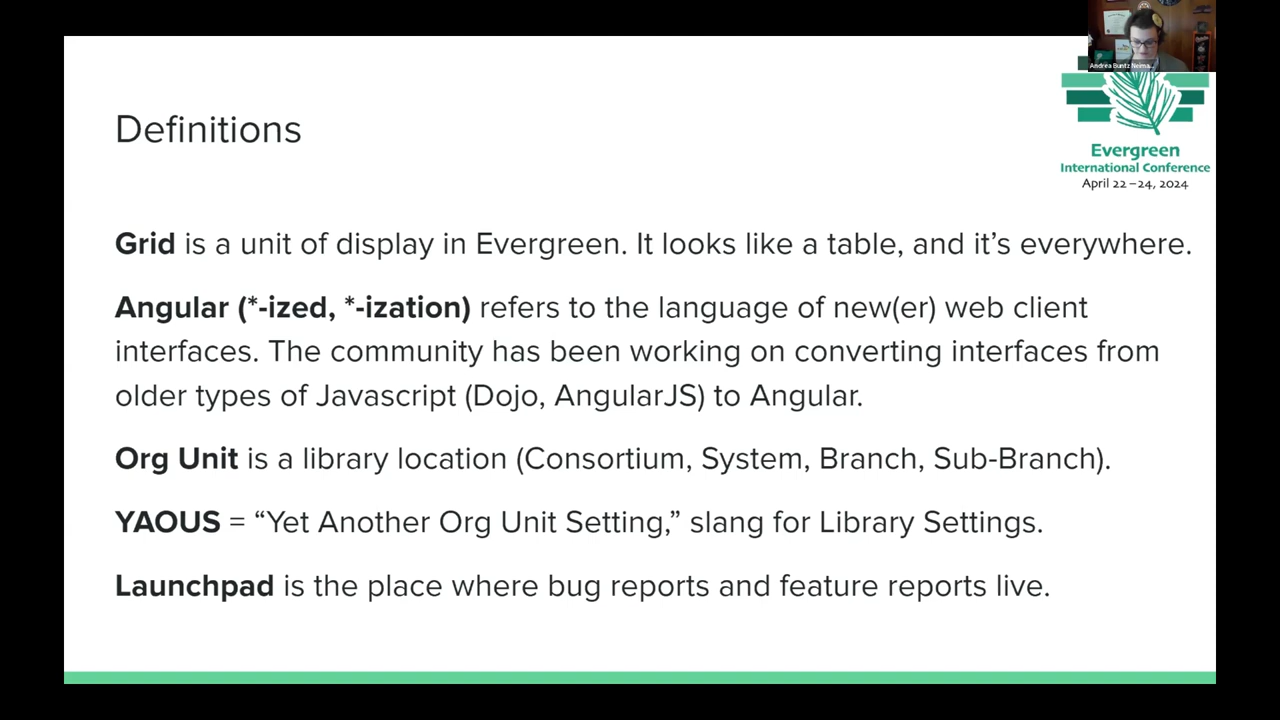 Andrea Buntz Neima...
Definitions
Evergreen
International Conference
April 22–24, 2024
Grid is a unit of display in Evergreen. It looks like a table, and it’s everywhere.
Angular (*-ized, *-ization) refers to the language of new(er) web client
interfaces. The community has been working on converting interfaces from
older types of Javascript (Dojo, AngularJS) to Angular.
Org Unit is a library location (Consortium, System, Branch, Sub-Branch).
YAOUS = “Yet Another Org Unit Setting,” slang for Library Settings.
Launchpad is the place where bug reports and feature reports live.